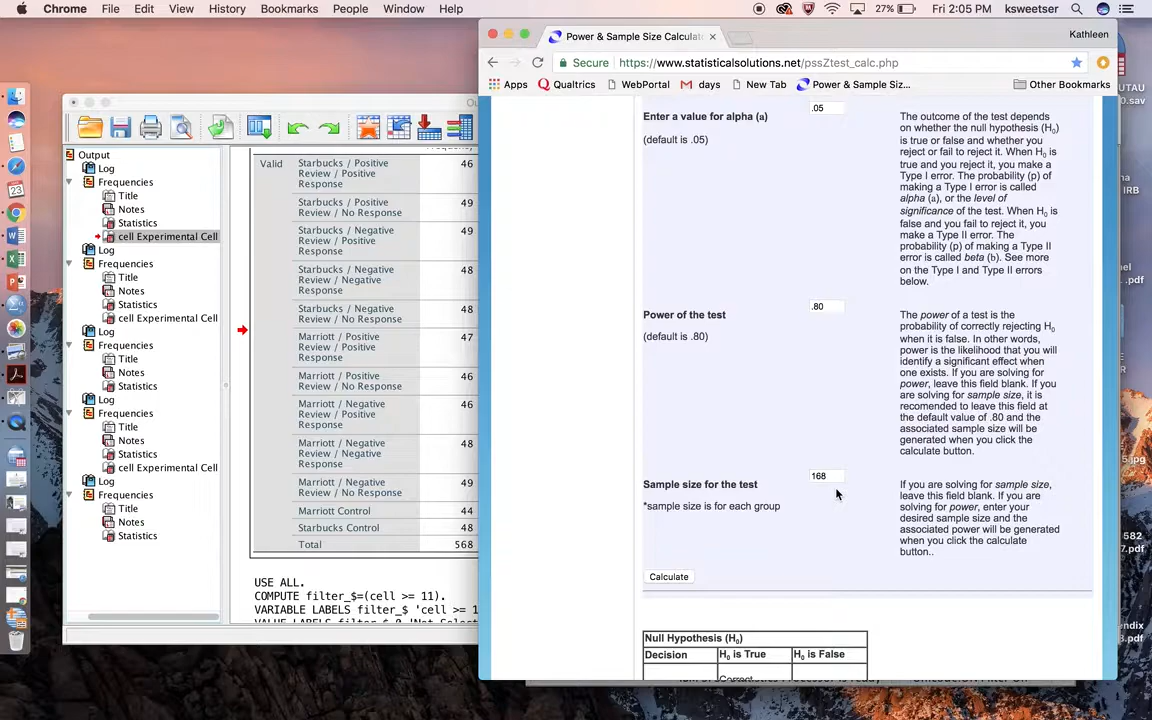 Chrome File Edit View History Bookmarks People Window Help
27% Fri 2:05 PM ksweetser
Power & Sample Size Calculat
Kathleen
Secure https://www.statisticalsolutions.net/pssZtest_calc.php
Apps Qualtrics WebPortal days New Tab Power & Sample Siz... Other Bookmarks
Output
Log
Frequencies
Title
Notes
Statistics
cell Experimental Cell
Log
Frequencies
Title
Notes
Statistics
cell Experimental Cell
Log
Frequencies
Title
Notes
Statistics
Log
Frequencies
Title
Notes
Statistics
cell Experimental Cell
Log
Frequencies
Title
Notes
Statistics
Valid
Starbucks / Positive
Review / Positive
Response
46
Starbucks / Positive
Review / No Response
49
Starbucks / Negative
Review / Positive
Response
49
Starbucks / Negative
Review / Negative
Response
48
Starbucks / Negative
Review / No Response
48
Marriott / Positive
Review / Positive
Response
47
Marriott / Positive
Review / No Response
46
Marriott / Negative
Review / Positive
Response
46
Marriott / Negative
Review / Negative
Response
48
Marriott / Negative
Review / No Response
49
Marriott Control 44
Starbucks Control 48
Total 568
USE ALL.
COMPUTE filter_$=(cell >= 11).
VARIABLE LABELS filter_$ 'cell >= 1
.05
Enter a value for alpha (a)
(default is .05)
The outcome of the test depends
on whether the null hypothesis (H0)
is true or false and whether you
reject or fail to reject it. When H0 is
true and you reject it, you make a
Type I error. The probability (p) of
making a Type I error is called
alpha (a), or the level of
significance of the test. When H0 is
false and you fail to reject it, you
make a Type II error. The
probability (p) of making a Type II
error is called beta (b). See more
on the Type I and Type II errors
below.
.80
Power of the test
(default is .80)
The power of a test is the
probability of correctly rejecting H0
when it is false. In other words,
power is the likelihood that you will
identify a significant effect when
one exists. If you are solving for
power, leave this field blank. If you
are solving for sample size, it is
recomended to leave this field at
the default value of .80 and the
associated sample size will be
generated when you click the
calculate button.
168
Sample size for the test
*sample size is for each group
If you are solving for sample size,
leave this field blank. If you are
solving for power, enter your
desired sample size and the
associated power will be generated
when you click the calculate
button..
Calculate
Null Hypothesis (H0)
Decision H0 is True H0 is False
UTAU
0.sav
IRB
.pdf
582
7.pdf
endix
3.pdf